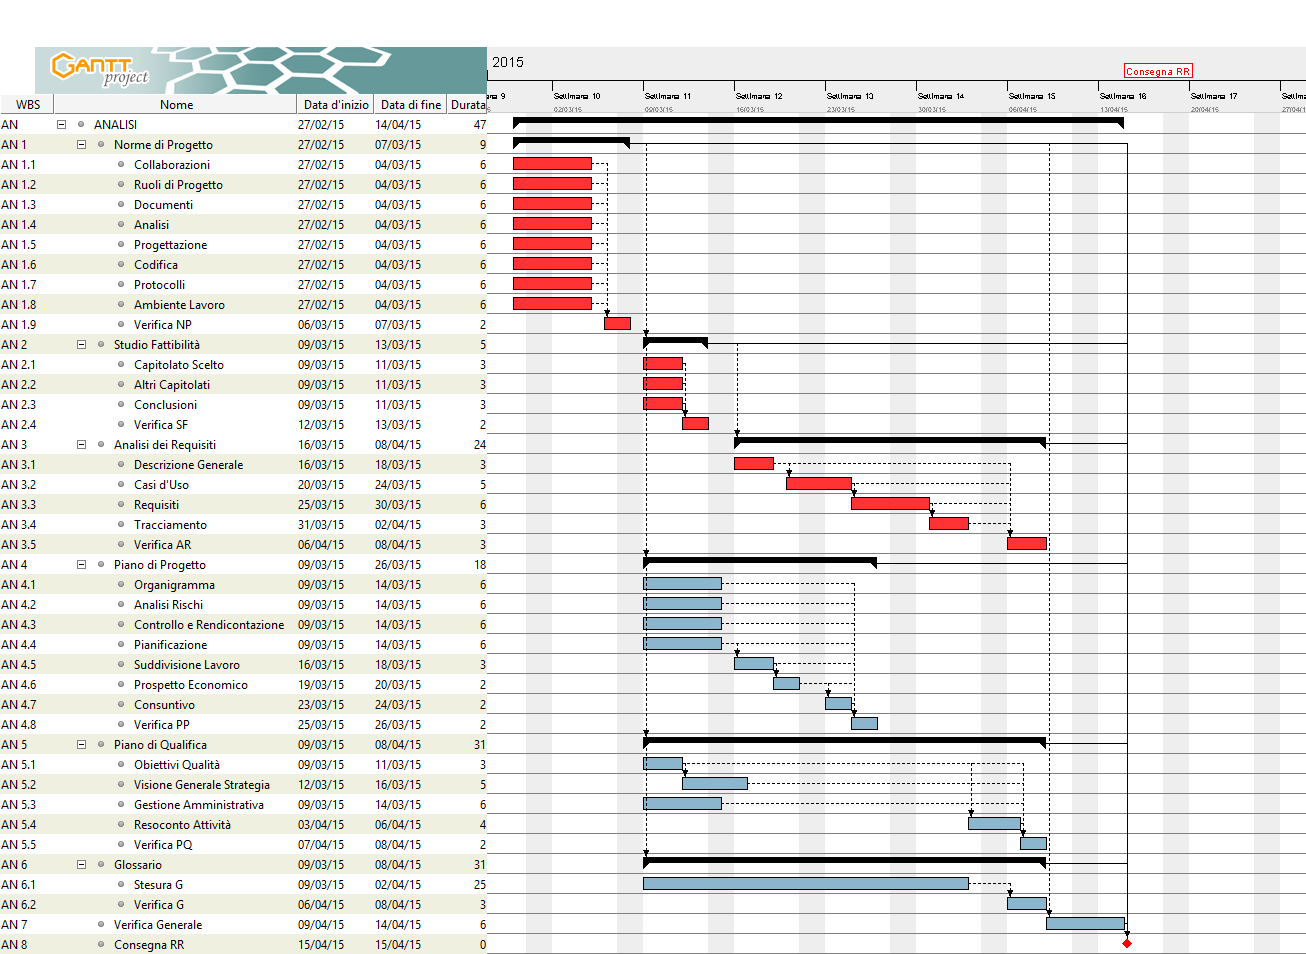 GANTT
project
2015
Consegna RR
WBS Nome Data d'inizio Data di fine Durata
Settimana 10 Settimana 11 Settimana 12 Settimana 13 Settimana 14 Settimana 15 Settimana 16 Settimana 17
02/03/15 09/03/15 16/03/15 23/03/15 30/03/15 06/04/15 13/04/15 20/04/15
AN ANALISI 27/02/15 14/04/15 47
AN 1 Norme di Progetto 27/02/15 07/03/15 9
AN 1.1 Collaborazioni 27/02/15 04/03/15 6
AN 1.2 Ruoli di Progetto 27/02/15 04/03/15 6
AN 1.3 Documenti 27/02/15 04/03/15 6
AN 1.4 Analisi 27/02/15 04/03/15 6
AN 1.5 Progettazione 27/02/15 04/03/15 6
AN 1.6 Codifica 27/02/15 04/03/15 6
AN 1.7 Protocolli 27/02/15 04/03/15 6
AN 1.8 Ambiente Lavoro 27/02/15 04/03/15 6
AN 1.9 Verifica NP 06/03/15 07/03/15 2
AN 2 Studio Fattibilità 09/03/15 13/03/15 5
AN 2.1 Capitolato Scelto 09/03/15 11/03/15 3
AN 2.2 Altri Capitolati 09/03/15 11/03/15 3
AN 2.3 Conclusioni 09/03/15 11/03/15 3
AN 2.4 Verifica SF 12/03/15 13/03/15 2
AN 3 Analisi dei Requisiti 16/03/15 08/04/15 24
AN 3.1 Descrizione Generale 16/03/15 18/03/15 3
AN 3.2 Casi d'Uso 20/03/15 24/03/15 5
AN 3.3 Requisiti 25/03/15 30/03/15 6
AN 3.4 Tracciamento 31/03/15 02/04/15 3
AN 3.5 Verifica AR 06/04/15 08/04/15 3
AN 4 Piano di Progetto 09/03/15 26/03/15 18
AN 4.1 Organigramma 09/03/15 14/03/15 6
AN 4.2 Analisi Rischi 09/03/15 14/03/15 6
AN 4.3 Controllo e Rendicontazione 09/03/15 14/03/15 6
AN 4.4 Pianificazione 09/03/15 14/03/15 6
AN 4.5 Suddivisione Lavoro 16/03/15 18/03/15 3
AN 4.6 Prospetto Economico 19/03/15 20/03/15 2
AN 4.7 Consuntivo 23/03/15 24/03/15 2
AN 4.8 Verifica PP 25/03/15 26/03/15 2
AN 5 Piano di Qualifica 09/03/15 08/04/15 31
AN 5.1 Obiettivi Qualità 09/03/15 11/03/15 3
AN 5.2 Visione Generale Strategia 12/03/15 16/03/15 5
AN 5.3 Gestione Amministrativa 09/03/15 14/03/15 6
AN 5.4 Resoconto Attività 03/04/15 06/04/15 4
AN 5.5 Verifica PQ 07/04/15 08/04/15 2
AN 6 Glossario 09/03/15 08/04/15 31
AN 6.1 Stesura G 09/03/15 02/04/15 25
AN 6.2 Verifica G 06/04/15 08/04/15 3
AN 7 Verifica Generale 09/04/15 14/04/15 6
AN 8 Consegna RR 15/04/15 15/04/15 0